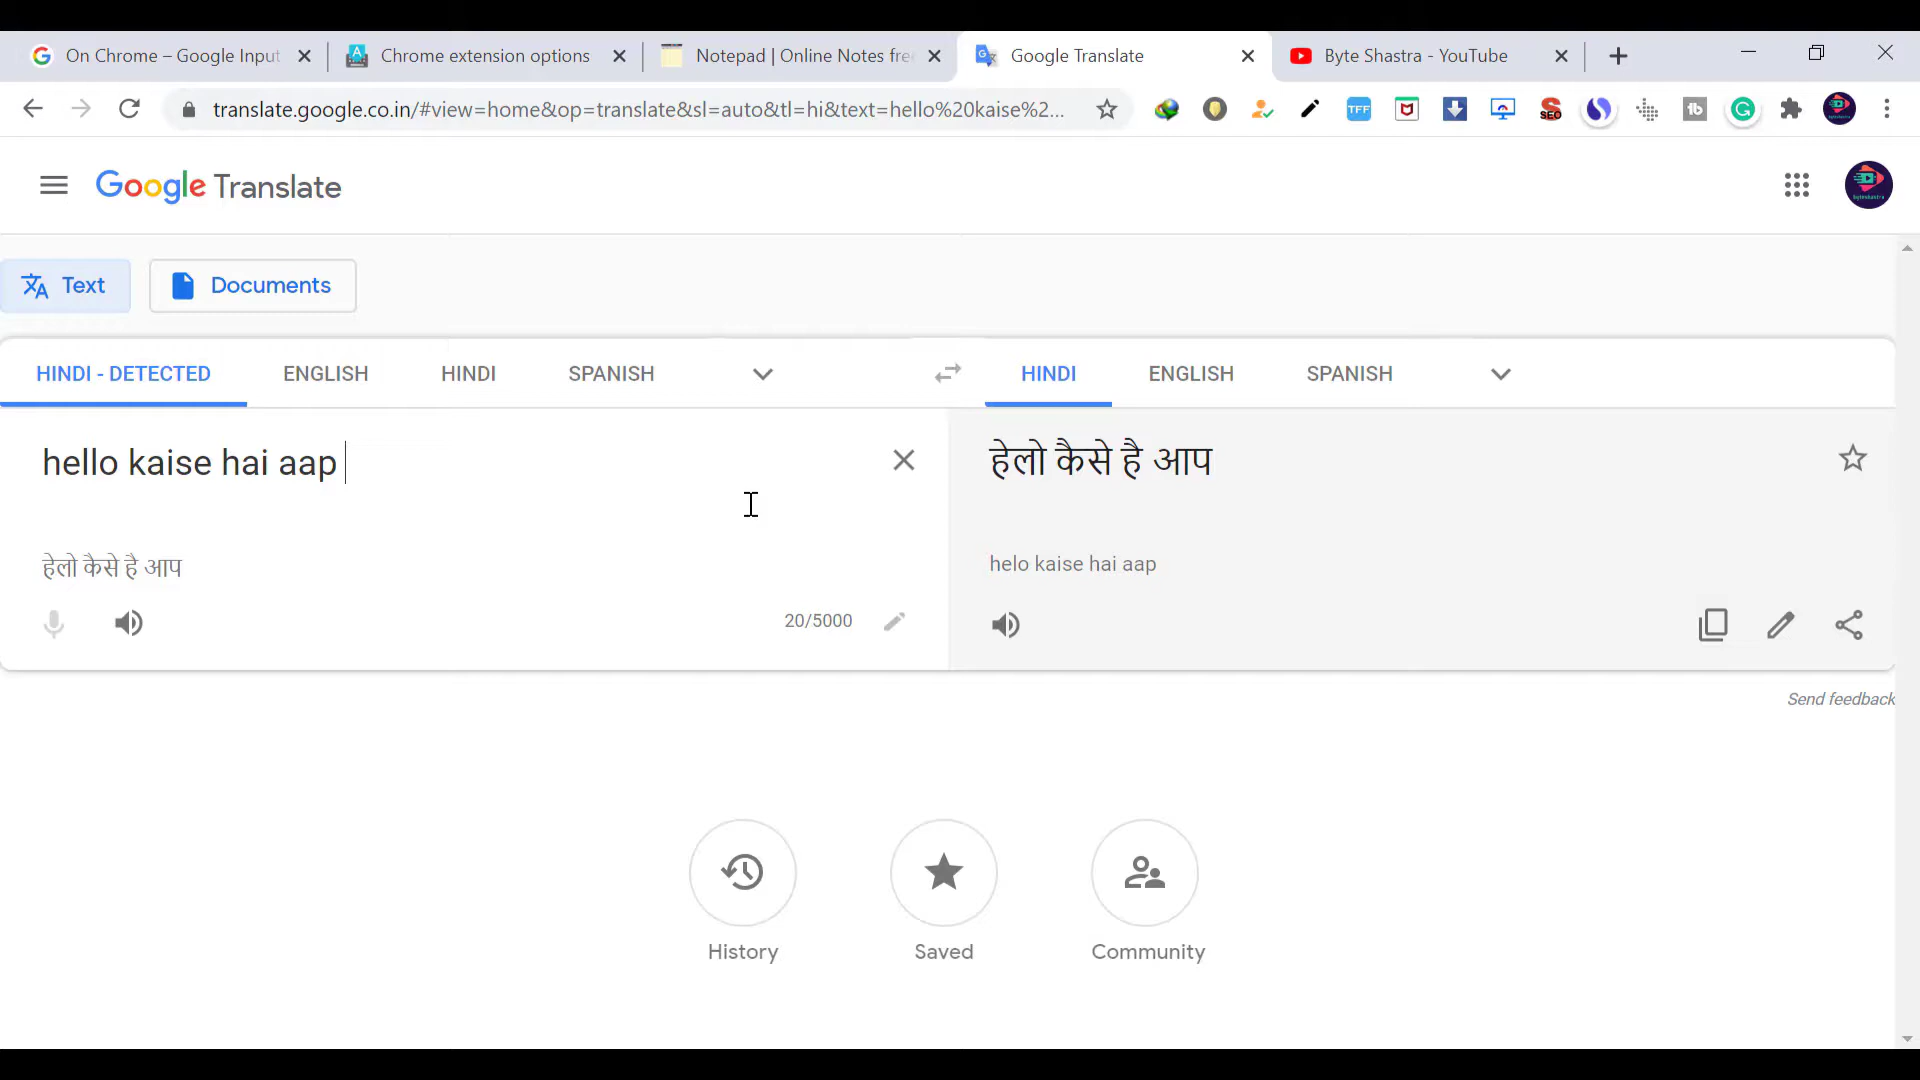 On Chrome – Google Input
Chrome extension options
Notepad | Online Notes fre
Google Translate
Byte Shastra - YouTube
translate.google.co.in/#view=home&op=translate&sl=auto&tl=hi&text=hello%20kaise%2...
TFF
SEO
Google Translate
Text
Documents
HINDI - DETECTED
ENGLISH
HINDI
SPANISH
HINDI
ENGLISH
SPANISH
hello kaise hai aap
हेलो कैसे है आप
हेलो कैसे है आप
helo kaise hai aap
20/5000
Send feedback
History
Saved
Community